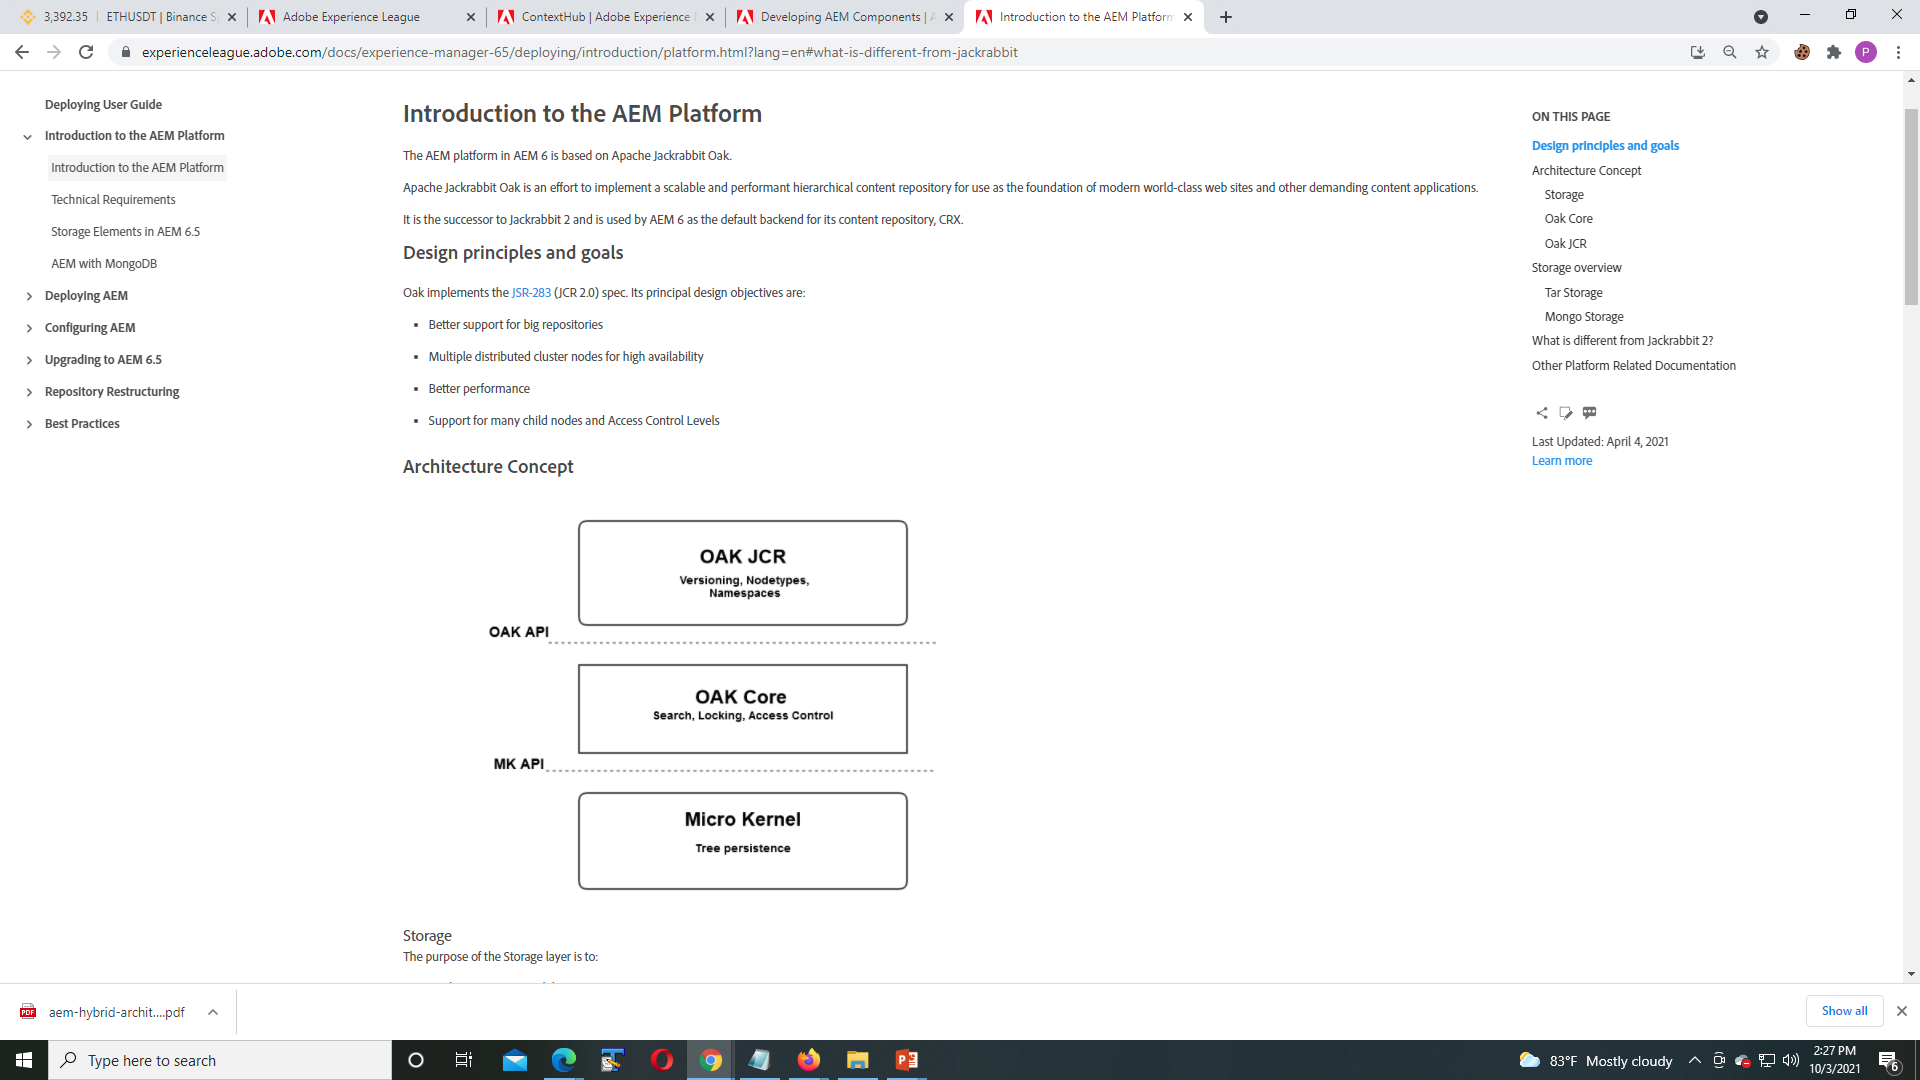 3,392.35 | ETHUSDT | Binance S
Adobe Experience League
ContextHub | Adobe Experience
Developing AEM Components |
Introduction to the AEM Platform
experienceleague.adobe.com/docs/experience-manager-65/deploying/introduction/platform.html?lang=en#what-is-different-from-jackrabbit
P
Deploying User Guide
Introduction to the AEM Platform
Introduction to the AEM Platform
Technical Requirements
Storage Elements in AEM 6.5
AEM with MongoDB
Deploying AEM
Configuring AEM
Upgrading to AEM 6.5
Repository Restructuring
Best Practices
Introduction to the AEM Platform
The AEM platform in AEM 6 is based on Apache Jackrabbit Oak.
Apache Jackrabbit Oak is an effort to implement a scalable and performant hierarchical content repository for use as the foundation of modern world-class web sites and other demanding content applications.
It is the successor to Jackrabbit 2 and is used by AEM 6 as the default backend for its content repository, CRX.
Design principles and goals
Oak implements the JSR-283 (JCR 2.0) spec. Its principal design objectives are:
• Better support for big repositories
• Multiple distributed cluster nodes for high availability
• Better performance
• Support for many child nodes and Access Control Levels
Architecture Concept
OAK JCR
Versioning, Nodetypes,
Namespaces
OAK API
OAK Core
Search, Locking, Access Control
MK API
Micro Kernel
Tree persistence
Storage
The purpose of the Storage layer is to:
ON THIS PAGE
Design principles and goals
Architecture Concept
Storage
Oak Core
Oak JCR
Storage overview
Tar Storage
Mongo Storage
What is different from Jackrabbit 2?
Other Platform Related Documentation
Last Updated: April 4, 2021
Learn more
PDF
aem-hybrid-archit....pdf
Show all
Type here to search
83°F Mostly cloudy
2:27 PM
10/3/2021
6